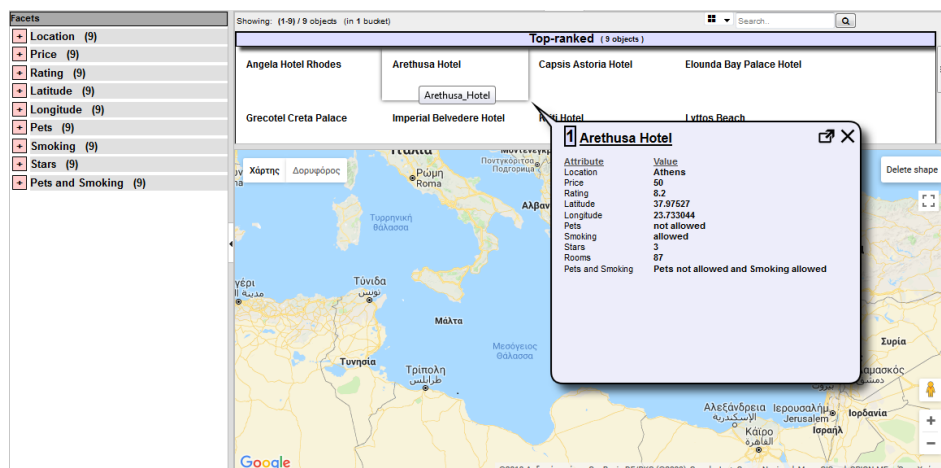 Facets
+ Location (9)
+ Price (9)
+ Rating (9)
+ Latitude (9)
+ Longitude (9)
+ Pets (9)
+ Smoking (9)
+ Stars (9)
+ Pets and Smoking (9)
Showing: (1-9) / 9 objects (in 1 bucket)
Search..
Top-ranked (9 objects)
Angela Hotel Rhodes Arethusa Hotel Capsis Astoria Hotel Elounda Bay Palace Hotel
Arethusa_Hotel
Grecotel Creta Palace Imperial Belvedere Hotel Hotel Lyttos Beach
1 Arethusa Hotel
Attribute Value
Location Athens
Price 50
Rating 8.2
Latitude 37.97527
Longitude 23.733044
Pets not allowed
Smoking allowed
Stars 3
Rooms 87
Pets and Smoking Pets not allowed and Smoking allowed
Χάρτης Δορυφόρος
Delete shape
Ιταλία
Ρώμη
Roma
Τυρρηνική
θάλασσα
Τύνιδα
تونس
Μάλτα
Μεσόγειος
Θάλασσα
Τυνησία
Τρίπολη
طرابلس
Συρία
Αλεξάνδρεια
الإسكندرية
Ιερουσαλήμ
Jerusalem
Ιορδανία
Κάιρο
القاهرة
Ισραήλ
+
−
Google